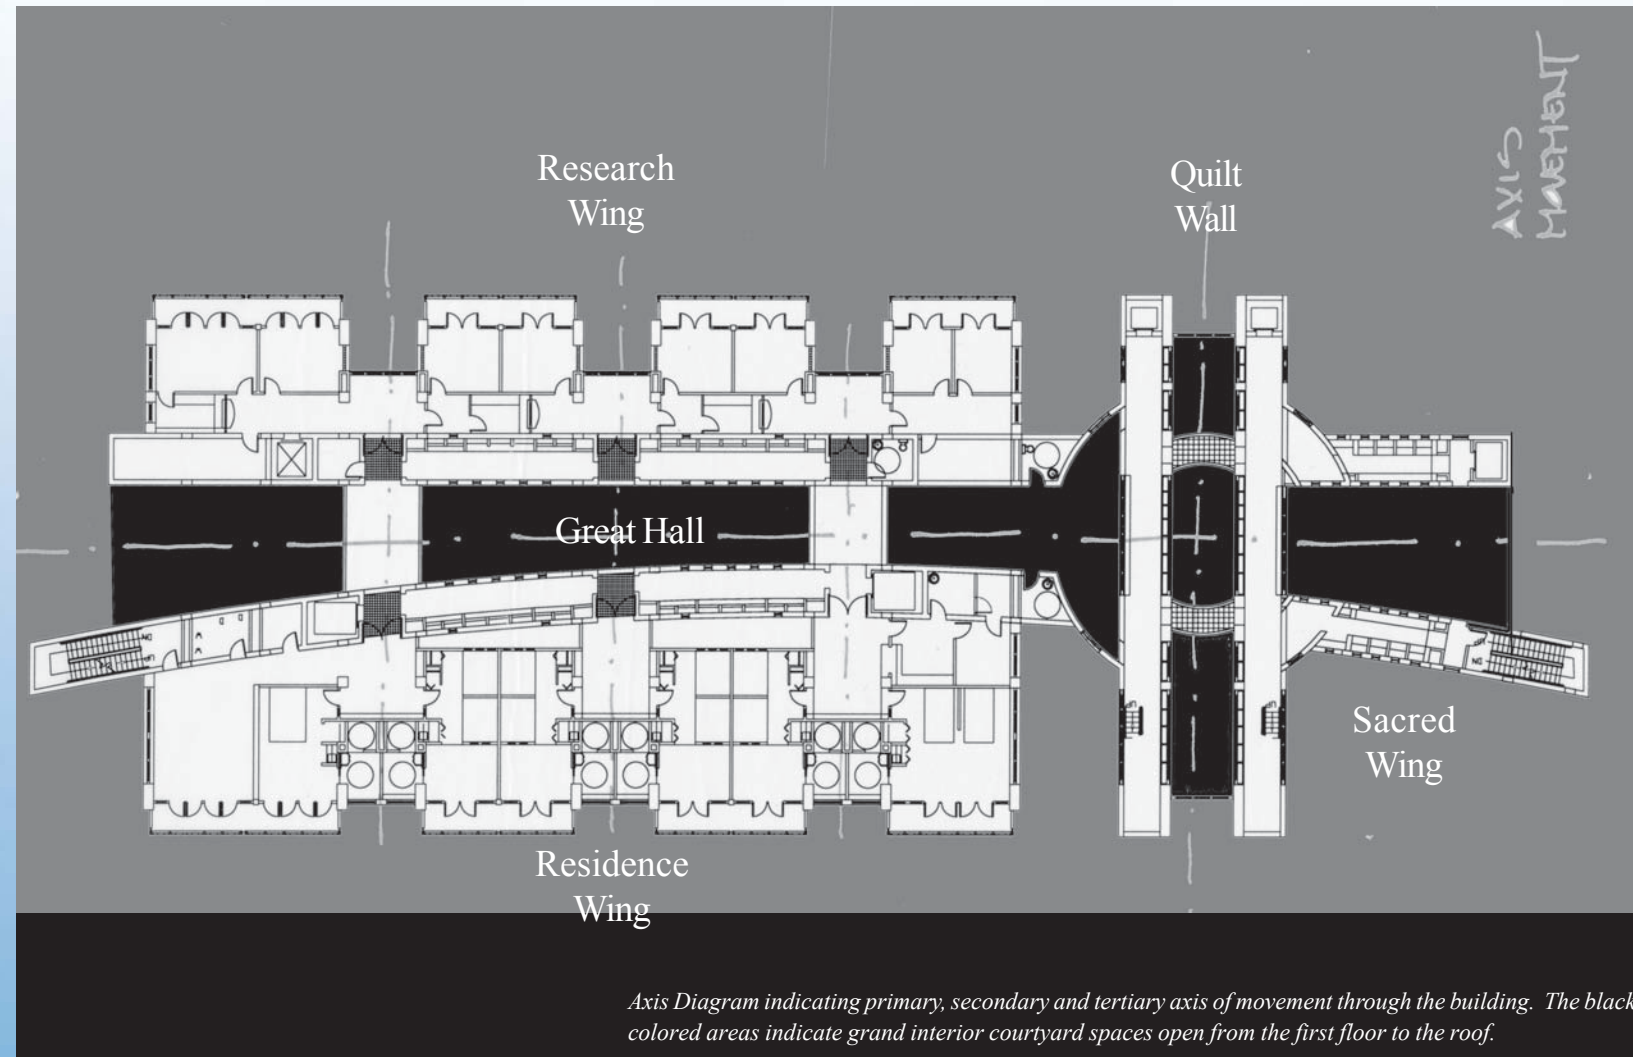 AXIS
MOVEMENT
Research
Wing
Quilt
Wall
Great Hall
Sacred
Wing
Residence
Wing
Axis Diagram indicating primary, secondary and tertiary axis of movement through the building.  The black
colored areas indicate grand interior courtyard spaces open from the first floor to the roof.